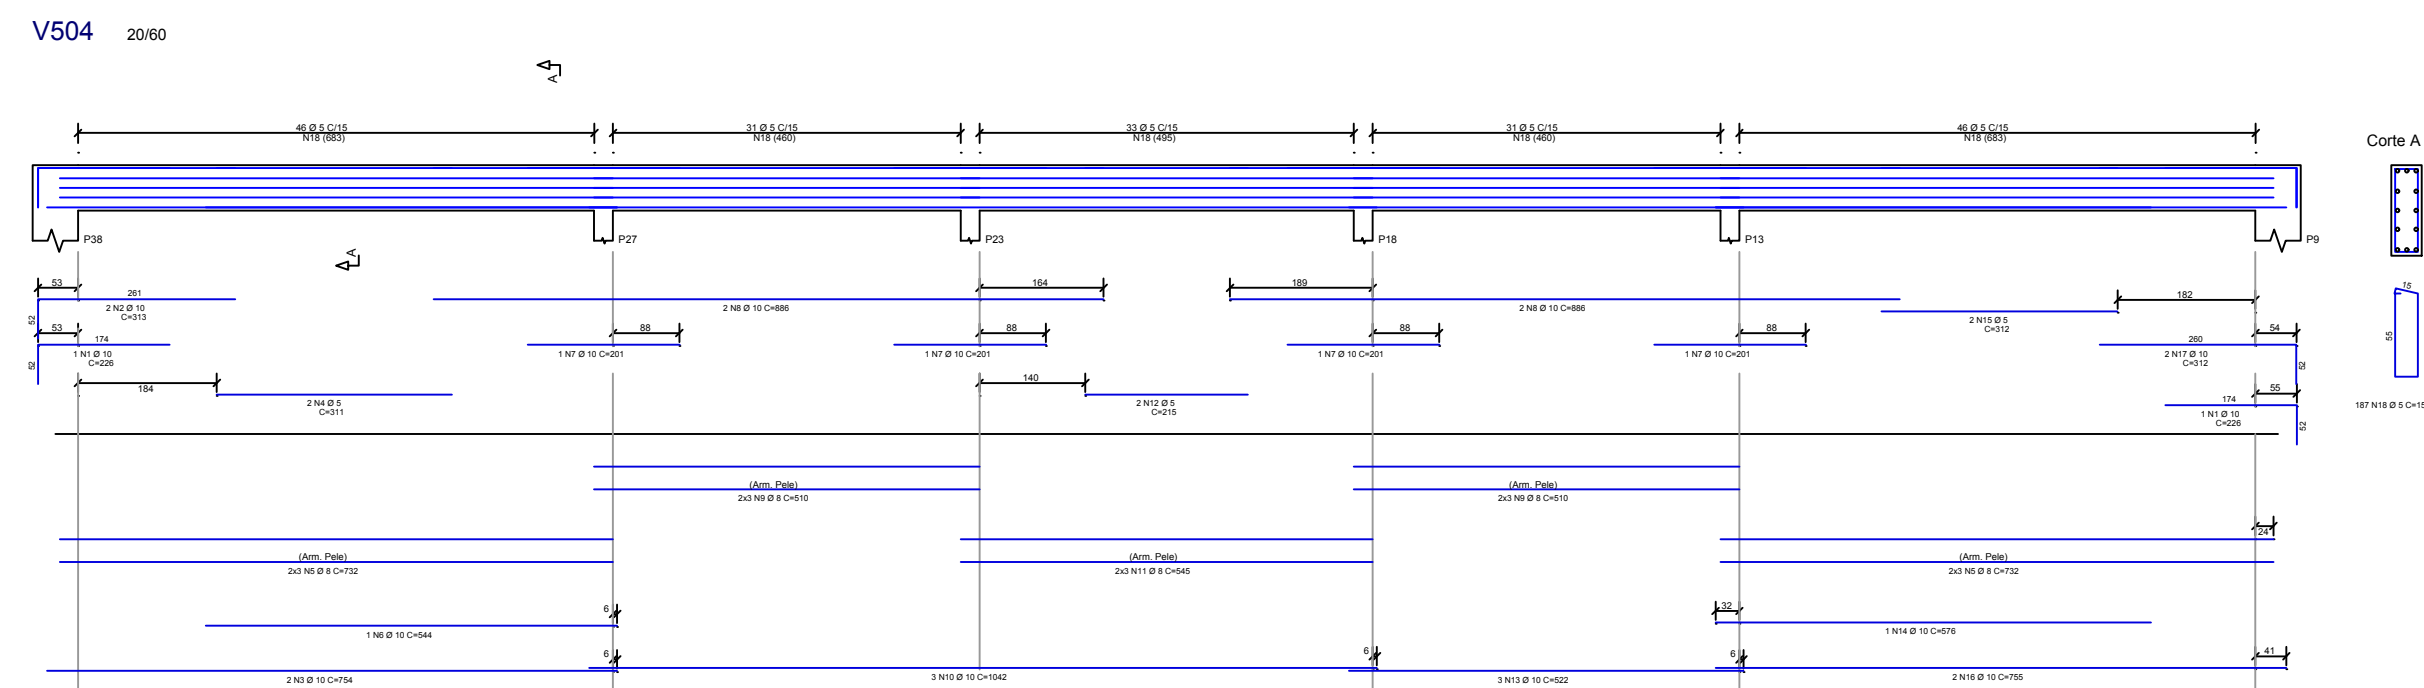 V504 20/60
A
46 Ø 5 C/15 31 Ø 5 C/15 33 Ø 5 C/15 31 Ø 5 C/15 46 Ø 5 C/15
N18 (683) N18 (460) N18 (495) N18 (460) N18 (683)
Corte A
P38 P27 P23 P18 P13 P9
A
53 164 189
261 182 15
2 N2 Ø 10 2 N8 Ø 10 C=886 2 N8 Ø 10 C=886
C=313 2 N15 Ø 5
52 C=312
53 88 88 88 88 54 55
174 260
1 N1 Ø 10 1 N7 Ø 10 C=201 1 N7 Ø 10 C=201 1 N7 Ø 10 C=201 1 N7 Ø 10 C=201 2 N17 Ø 10
C=226 C=312
52 52
184 140 55
2 N4 Ø 5 2 N12 Ø 5 174 187 N18 Ø 5 C=15
C=311 C=215 1 N1 Ø 10
C=226 52
(Arm. Pele) (Arm. Pele)
2x3 N9 Ø 8 C=510 2x3 N9 Ø 8 C=510
24
(Arm. Pele) (Arm. Pele) (Arm. Pele)
2x3 N5 Ø 8 C=732 2x3 N11 Ø 8 C=545 2x3 N5 Ø 8 C=732
6 32
1 N6 Ø 10 C=544 1 N14 Ø 10 C=576
6 6 6 41
2 N3 Ø 10 C=754 3 N10 Ø 10 C=1042 3 N13 Ø 10 C=522 2 N16 Ø 10 C=755